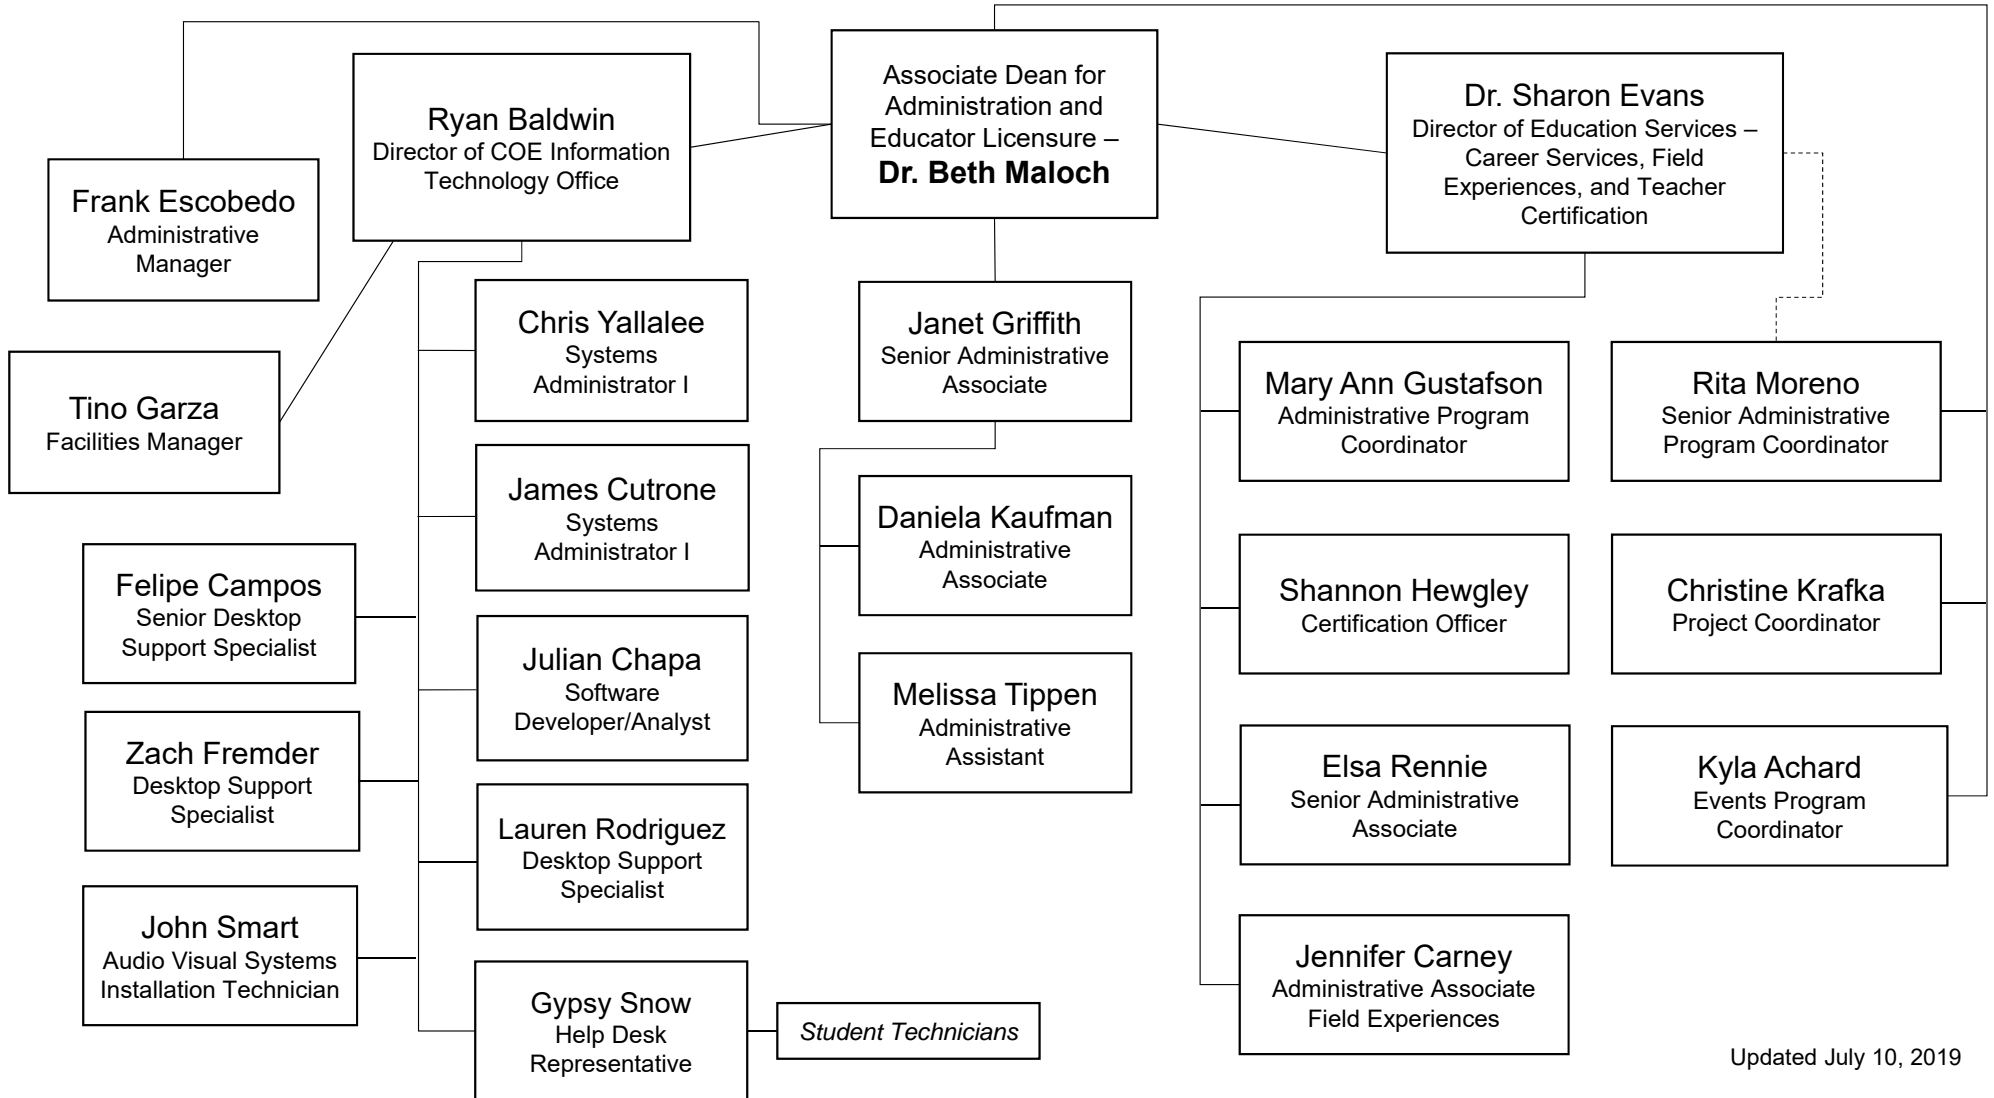 Associate Dean for
Administration and
Educator Licensure –
Dr. Beth Maloch
Ryan Baldwin
Director of COE Information
Technology Office
Dr. Sharon Evans
Director of Education Services –
Career Services, Field
Experiences, and Teacher
Certification
Frank Escobedo
Administrative
Manager
Tino Garza
Facilities Manager
Chris Yallalee
Systems
Administrator I
James Cutrone
Systems
Administrator I
Felipe Campos
Senior Desktop
Support Specialist
Julian Chapa
Software
Developer/Analyst
Zach Fremder
Desktop Support
Specialist
Lauren Rodriguez
Desktop Support
Specialist
John Smart
Audio Visual Systems
Installation Technician
Gypsy Snow
Help Desk
Representative
Student Technicians
Janet Griffith
Senior Administrative
Associate
Daniela Kaufman
Administrative
Associate
Melissa Tippen
Administrative
Assistant
Mary Ann Gustafson
Administrative Program
Coordinator
Shannon Hewgley
Certification Officer
Elsa Rennie
Senior Administrative
Associate
Jennifer Carney
Administrative Associate
Field Experiences
Rita Moreno
Senior Administrative
Program Coordinator
Christine Krafka
Project Coordinator
Kyla Achard
Events Program
Coordinator
Updated July 10, 2019